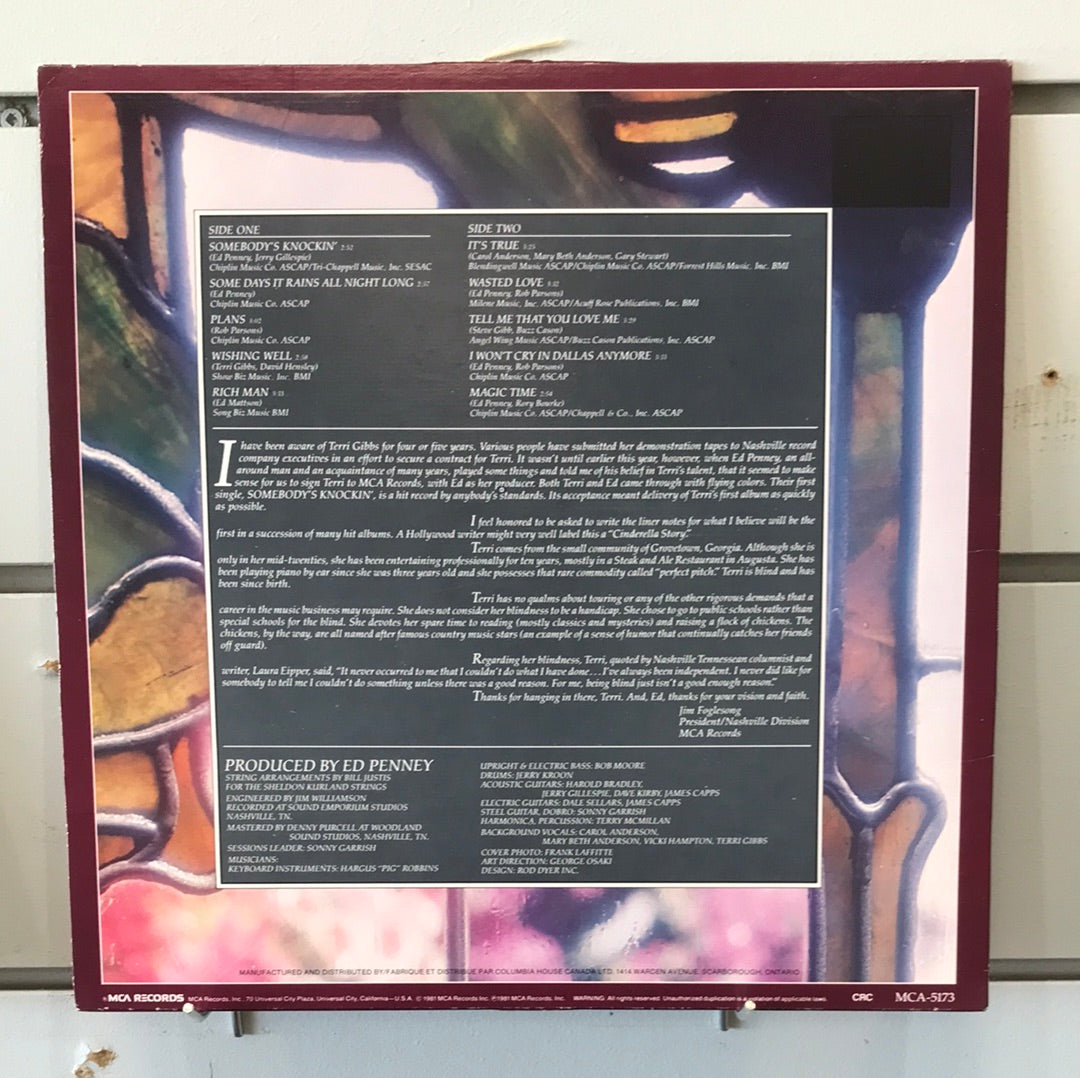 SIDE ONE
SOMEBODY'S KNOCKIN' 2:52
(Ed Penney, Jerry Gillespie)
Chiplin Music Co. ASCAP/Tri-Chappell Music, Inc. SESAC
SOME DAYS IT RAINS ALL NIGHT LONG 2:57
(Ed Penney)
Chiplin Music Co. ASCAP
PLANS
(Rob Parsons)
Chiplin Music Co. ASCAP
WISHING WELL
(Terri Gibbs, David Hensley)
Show Biz Music, Inc. BMI
RICH MAN
(Ed Mattson)
Song Biz Music BMI
SIDE TWO
IT'S TRUE
(Carol Anderson, Mary Beth Anderson, Gary Stewart)
Blendingwell Music ASCAP/Chiplin Music Co. ASCAP/Forrest Hills Music, Inc. BMI
WASTED LOVE
(Ed Penney, Rob Parsons)
Milene Music, Inc. ASCAP/Acuff Rose Publications, Inc. BMI
TELL ME THAT YOU LOVE ME
(Steve Gibb, Buzz Cason)
Angel Wing Music ASCAP/Buzz Cason Publications, Inc. ASCAP
I WON'T CRY IN DALLAS ANYMORE
(Ed Penney, Rob Parsons)
Chiplin Music Co. ASCAP
MAGIC TIME 2:54
(Ed Penney, Rory Bourke)
Chiplin Music Co. ASCAP/Chappell & Co., Inc. ASCAP
I have been aware of Terri Gibbs for four or five years. Various people have submitted her demonstration tapes to Nashville record
company executives in an effort to secure a contract for Terri. It wasn't until earlier this year, however, when Ed Penney, an all-
around man and an acquaintance of many years, played some things and told me of his belief in Terri's talent, that it seemed to make
sense for us to sign Terri to MCA Records, with Ed as her producer. Both Terri and Ed came through with flying colors. Their first
single, SOMEBODY'S KNOCKIN', is a hit record by anybody's standards. Its acceptance meant delivery of Terri's first album as quickly
as possible.
I feel honored to be asked to write the liner notes for what I believe will be the
first in a succession of many hit albums. A Hollywood writer might very well label this a "Cinderella Story."
Terri comes from the small community of Grovetown, Georgia. Although she is
only in her mid-twenties, she has been entertaining professionally for ten years, mostly in a Steak and Ale Restaurant in Augusta. She has
been playing piano by ear since she was three years old and she possesses that rare commodity called "perfect pitch." Terri is blind and has
been since birth.
Terri has no qualms about touring or any of the other rigorous demands that a
career in the music business may require. She does not consider her blindness to be a handicap. She chose to go to public schools rather than
special schools for the blind. She devotes her spare time to reading (mostly classics and mysteries) and raising a flock of chickens. The
chickens, by the way, are all named after famous country music stars (an example of a sense of humor that continually catches her friends
off guard).
Regarding her blindness, Terri, quoted by Nashville Tennessean columnist and
writer, Laura Eipper, said, "It never occurred to me that I couldn't do what I have done...I've always been independent. I never did like for
somebody to tell me I couldn't do something unless there was a good reason. For me, being blind just isn't a good enough reason."
Thanks for hanging in there, Terri. And, Ed, thanks for your vision and faith.
Jim Foglesong
President/Nashville Division
MCA Records
PRODUCED BY ED PENNEY
STRING ARRANGEMENTS BY BILL JUSTIS
FOR THE SHELDON KURLAND STRINGS
ENGINEERED BY JIM WILLIAMSON
RECORDED AT SOUND EMPORIUM STUDIOS
NASHVILLE, TN.
MASTERED BY DENNY PURCELL AT WOODLAND
SOUND STUDIOS, NASHVILLE, TN.
SESSIONS LEADER: SONNY GARRISH
MUSICIANS:
KEYBOARD INSTRUMENTS: HARGUS "PIG" ROBBINS
UPRIGHT & ELECTRIC BASS: BOB MOORE
DRUMS: JERRY KROON
ACOUSTIC GUITARS: HAROLD BRADLEY,
JERRY GILLESPIE, DAVE KIRBY, JAMES CAPPS
ELECTRIC GUITARS: DALE SELLARS, JAMES CAPPS
STEEL GUITAR, DOBRO: SONNY GARRISH
HARMONICA, PERCUSSION: TERRY MCMILLAN
BACKGROUND VOCALS: CAROL ANDERSON,
MARY BETH ANDERSON, VICKI HAMPTON, TERRI GIBBS
COVER PHOTO: FRANK LAFFITTE
ART DIRECTION: GEORGE OSAKI
DESIGN: ROD DYER INC.
MANUFACTURED AND DISTRIBUTED BY/FABRIQUE ET DISTRIBUE PAR COLUMBIA HOUSE CANADA LTD. 1414 WARDEN AVENUE, SCARBOROUGH, ONTARIO
MCA RECORDS MCA Records, Inc., 70 Universal City Plaza, Universal City, California—U.S.A. © 1981 MCA Records, Inc. ℗ 1981 MCA Records, Inc. WARNING: All rights reserved. Unauthorized duplication is a violation of applicable laws. CRC MCA-5173